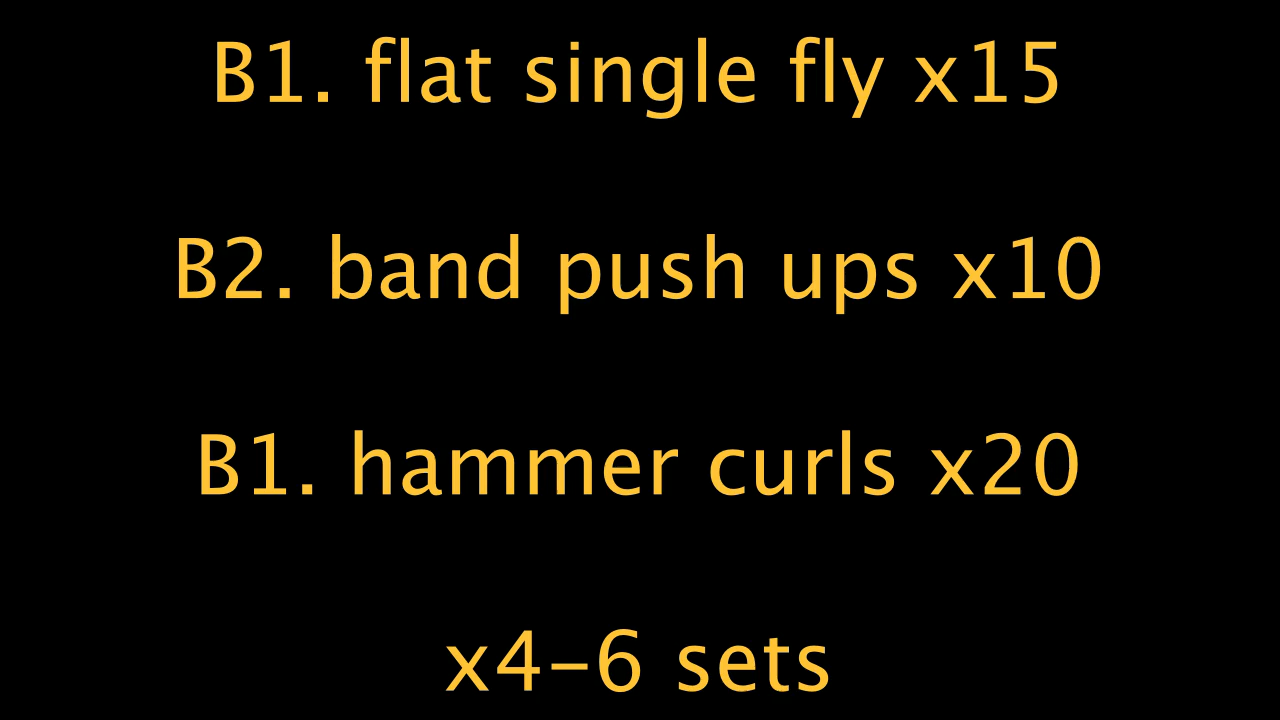 B1. flat single fly x15
B2. band push ups x10
B1. hammer curls x20
x4-6 sets